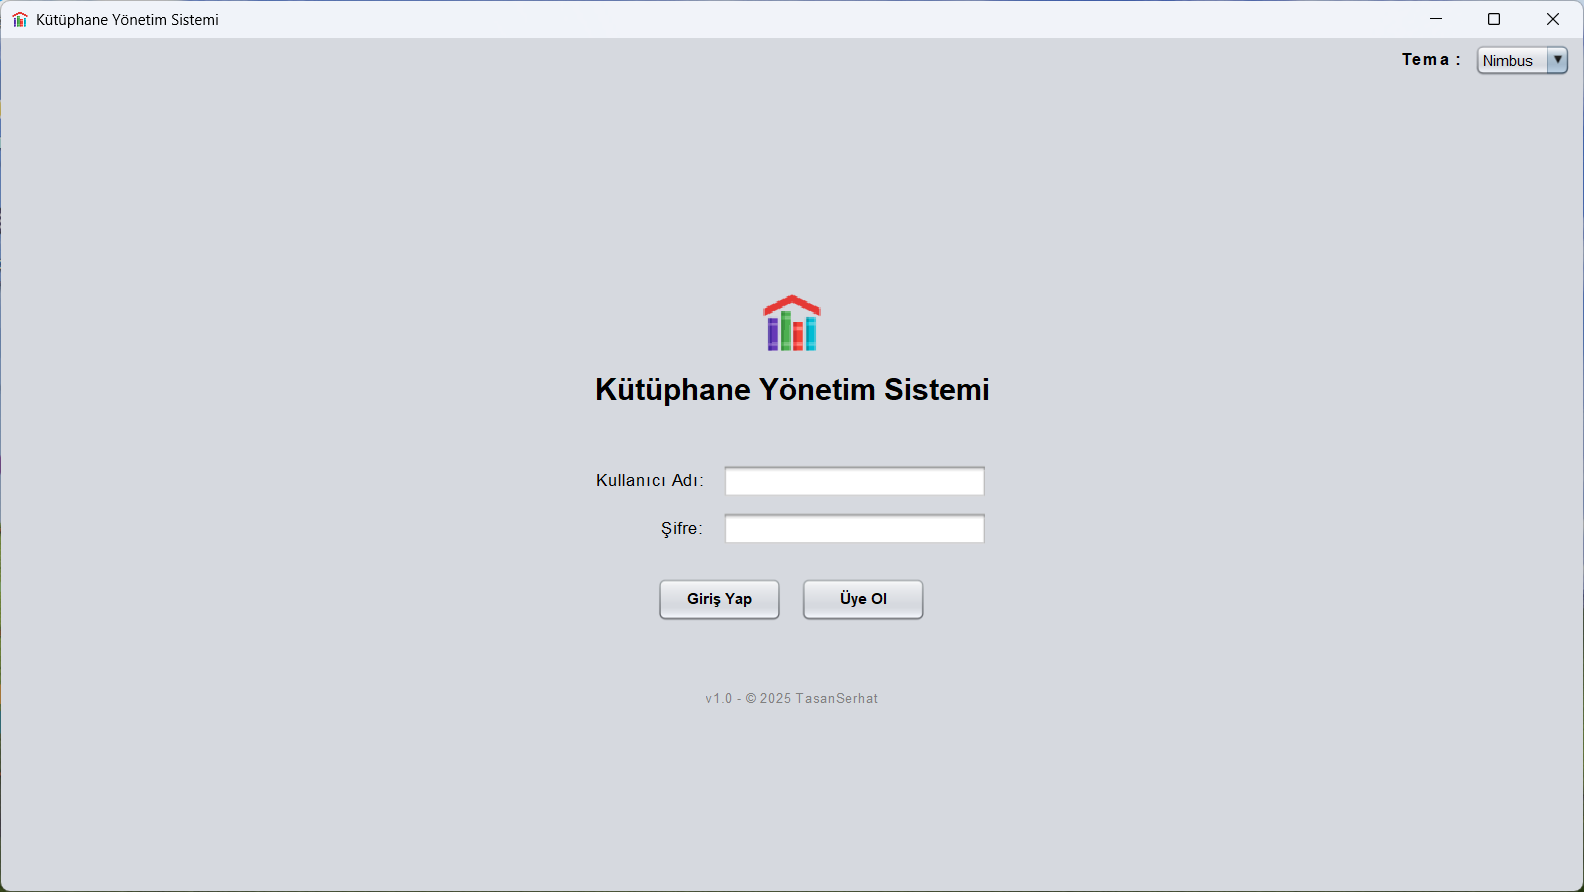 Kütüphane Yönetim Sistemi
Tema :
Nimbus
Kütüphane Yönetim Sistemi
Kullanıcı Adı:
Şifre:
Giriş Yap
Üye Ol
v1.0 - © 2025 TasanSerhat